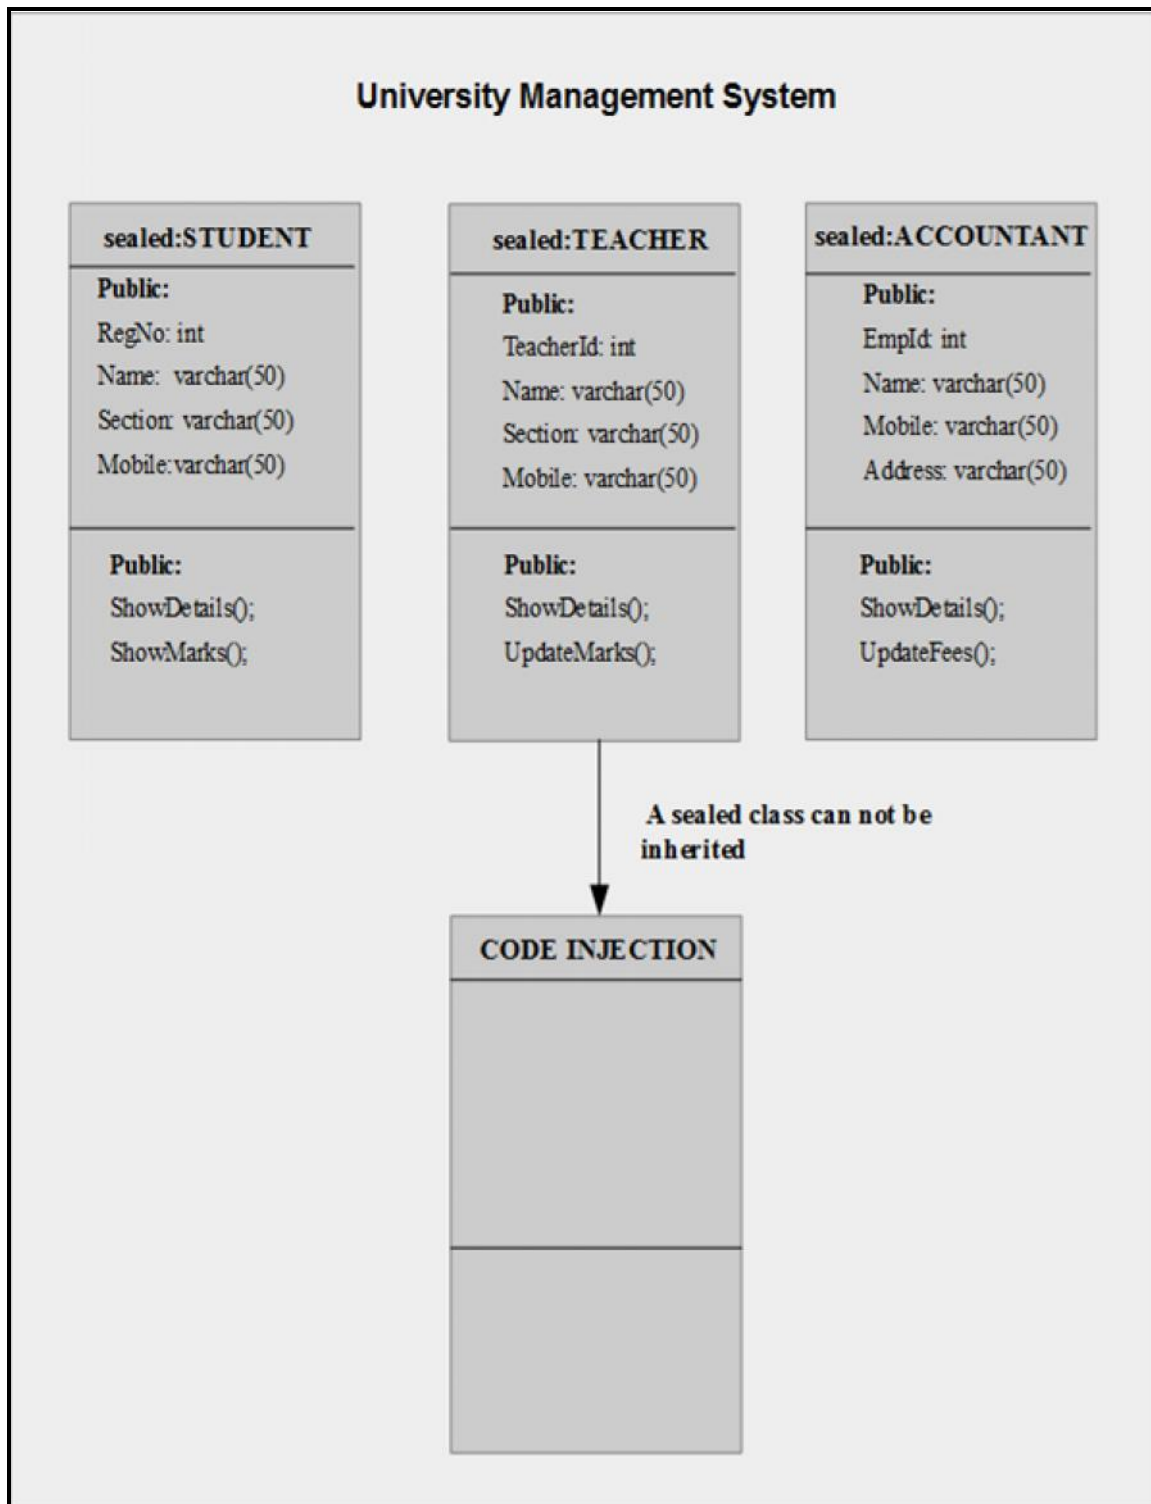 University Management System
sealed:STUDENT
Public:
RegNo: int
Name: varchar(50)
Section: varchar(50)
Mobile:varchar(50)
Public:
ShowDetails();
ShowMarks();
sealed:TEACHER
Public:
TeacherId: int
Name: varchar(50)
Section: varchar(50)
Mobile: varchar(50)
Public:
ShowDetails();
UpdateMarks();
sealed:ACCOUNTANT
Public:
EmpId: int
Name: varchar(50)
Mobile: varchar(50)
Address: varchar(50)
Public:
ShowDetails();
UpdateFees();
A sealed class can not be
inherited
CODE INJECTION